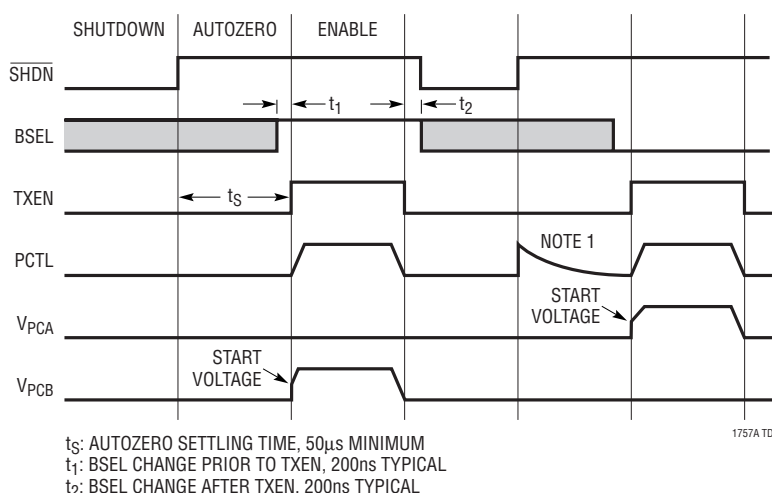 SHUTDOWN AUTOZERO ENABLE
SHDN
t1
t2
BSEL
TXEN
tS
PCTL
NOTE 1
START
VOLTAGE
VPCA
START
VOLTAGE
VPCB
1757A TD
tS: AUTOZERO SETTLING TIME, 50µs MINIMUM
t1: BSEL CHANGE PRIOR TO TXEN, 200ns TYPICAL
t2: BSEL CHANGE AFTER TXEN, 200ns TYPICAL